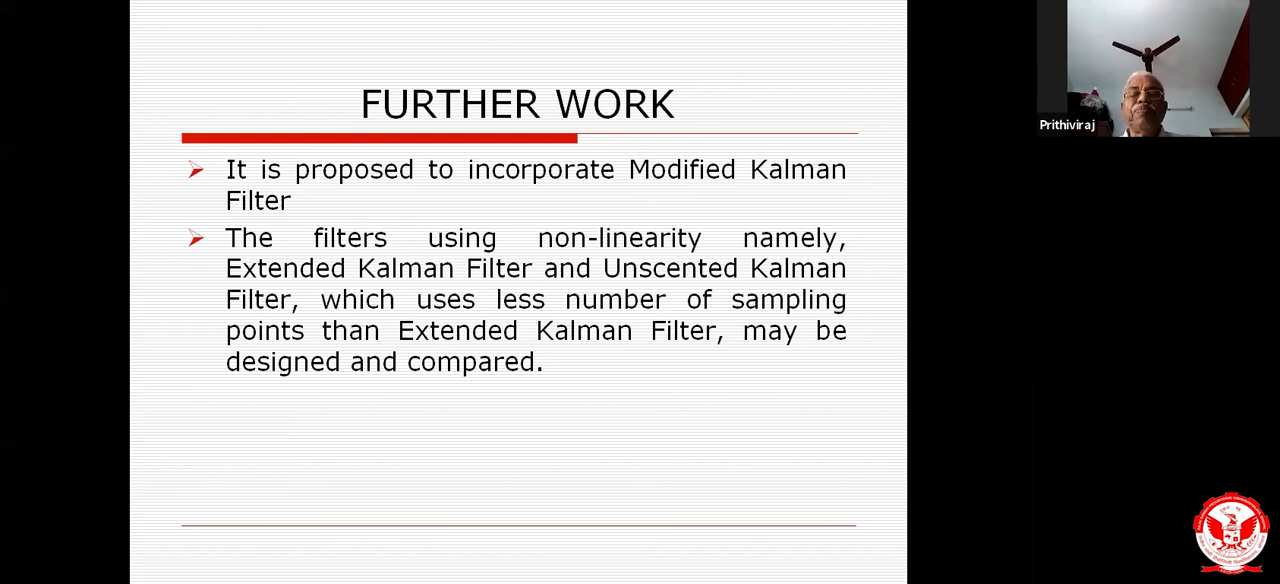 FURTHER WORK
It is proposed to incorporate Modified Kalman
Filter
The filters using non-linearity namely,
Extended Kalman Filter and Unscented Kalman
Filter, which uses less number of sampling
points than Extended Kalman Filter, may be
designed and compared.
Prithiviraj